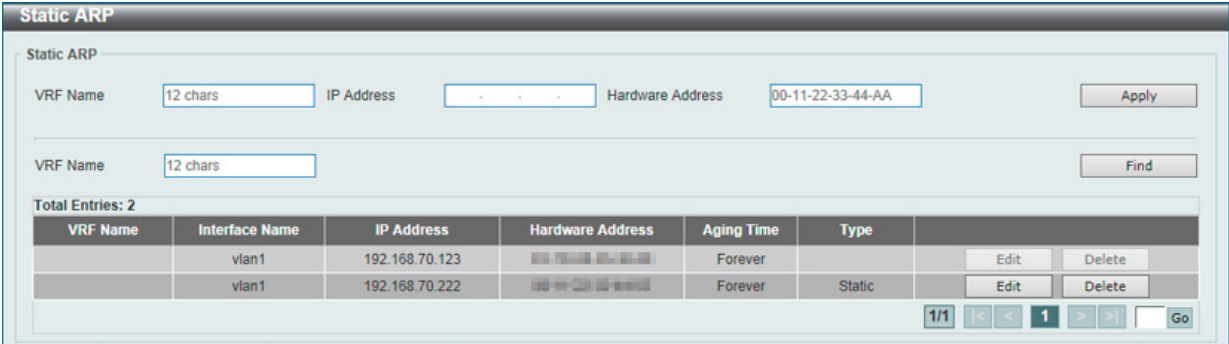 Static ARP
Static ARP
VRF Name 12 chars IP Address . . . Hardware Address 00-11-22-33-44-AA Apply
VRF Name 12 chars Find
Total Entries: 2
VRF Name Interface Name IP Address Hardware Address Aging Time Type
vlan1 192.168.70.123 Forever Edit Delete
vlan1 192.168.70.222 Forever Static Edit Delete
1/1 |< < 1 > >| Go